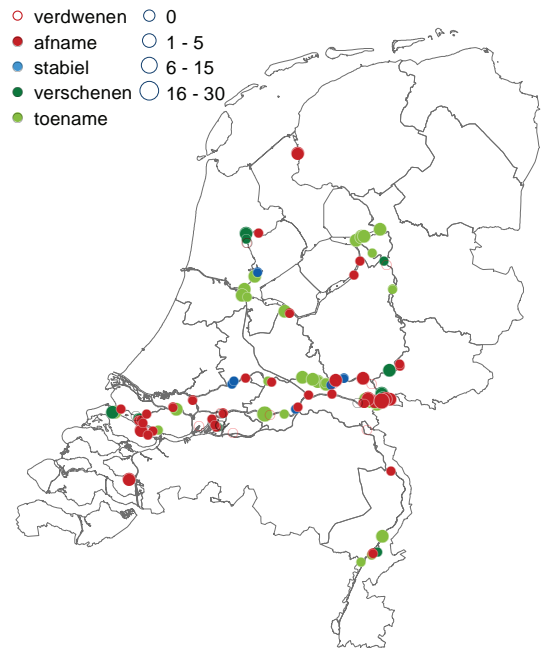 verdwenen 0
afname 1 - 5
stabiel 6 - 15
verschenen 16 - 30
toename